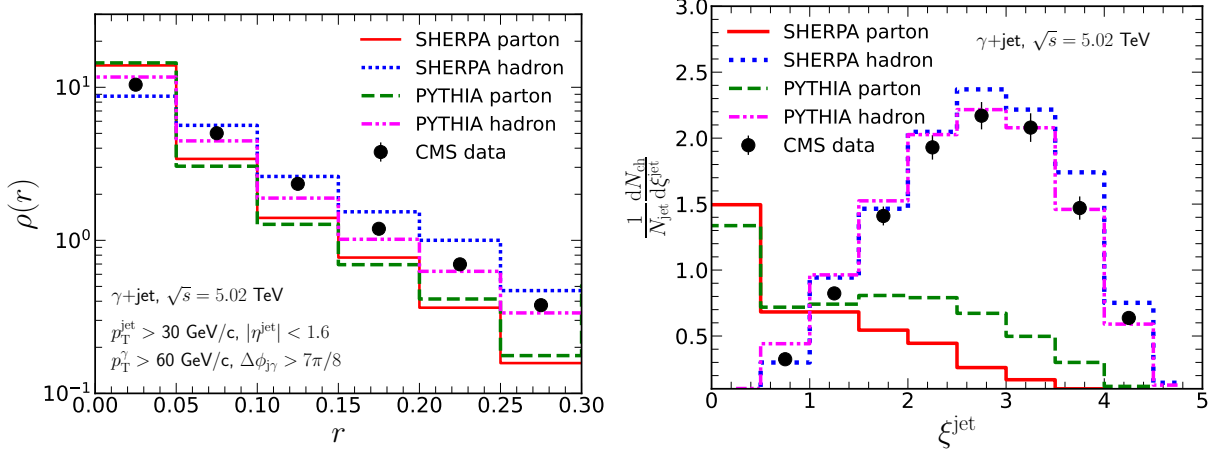 10¹
10⁰
10⁻¹
ρ(r)
SHERPA parton
SHERPA hadron
PYTHIA parton
PYTHIA hadron
CMS data
γ+jet, √s = 5.02 TeV
p_T^jet > 30 GeV/c, |η^jet| < 1.6
p_T^γ > 60 GeV/c, Δϕ_jγ > 7π/8
0.00 0.05 0.10 0.15 0.20 0.25 0.30
r
3.0
2.5
2.0
1.5
1.0
0.5
1/N_jet dN_ch/dξ^jet
SHERPA parton
SHERPA hadron
PYTHIA parton
PYTHIA hadron
CMS data
γ+jet, √s = 5.02 TeV
0 1 2 3 4 5
ξ^jet